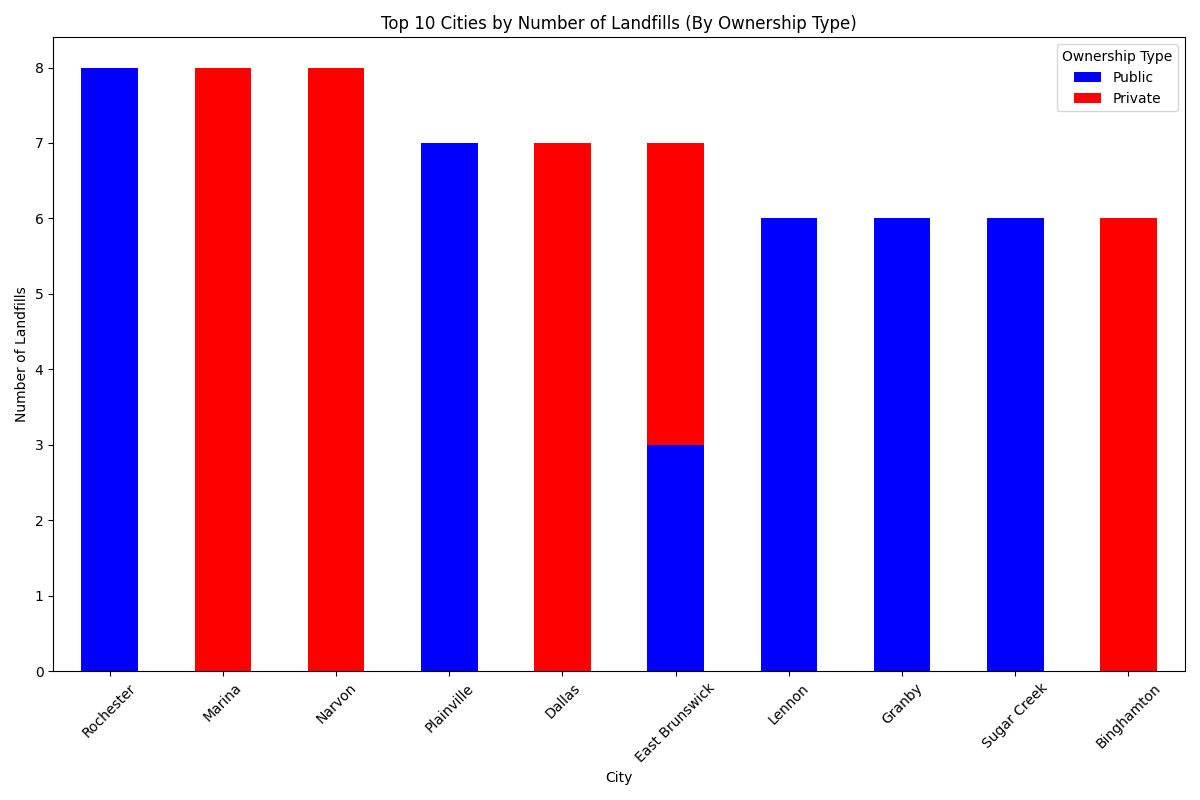 Top 10 Cities by Number of Landfills (By Ownership Type)
Ownership Type
Public
Private
Number of Landfills
8
7
6
5
4
3
2
1
0
Rochester
Marina
Narvon
Plainville
Dallas
East Brunswick
Lennon
Granby
Sugar Creek
Binghamton
City